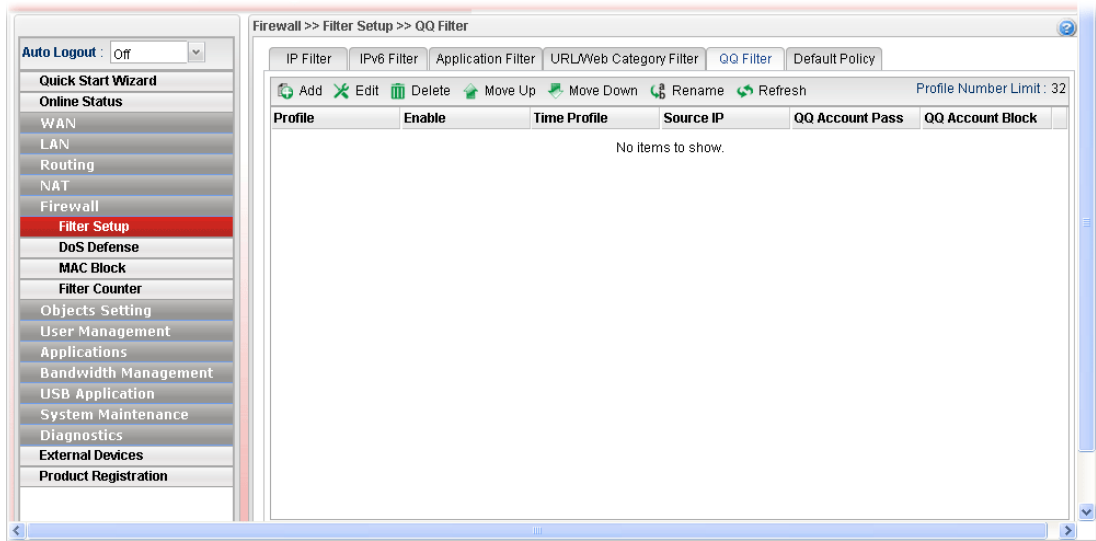 Firewall >> Filter Setup >> QQ Filter
Auto Logout : Off
IP Filter IPv6 Filter Application Filter URL/Web Category Filter QQ Filter Default Policy
Add Edit Delete Move Up Move Down Rename Refresh Profile Number Limit : 32
Profile Enable Time Profile Source IP QQ Account Pass QQ Account Block
No items to show.
Quick Start Wizard
Online Status
WAN
LAN
Routing
NAT
Firewall
Filter Setup
DoS Defense
MAC Block
Filter Counter
Objects Setting
User Management
Applications
Bandwidth Management
USB Application
System Maintenance
Diagnostics
External Devices
Product Registration